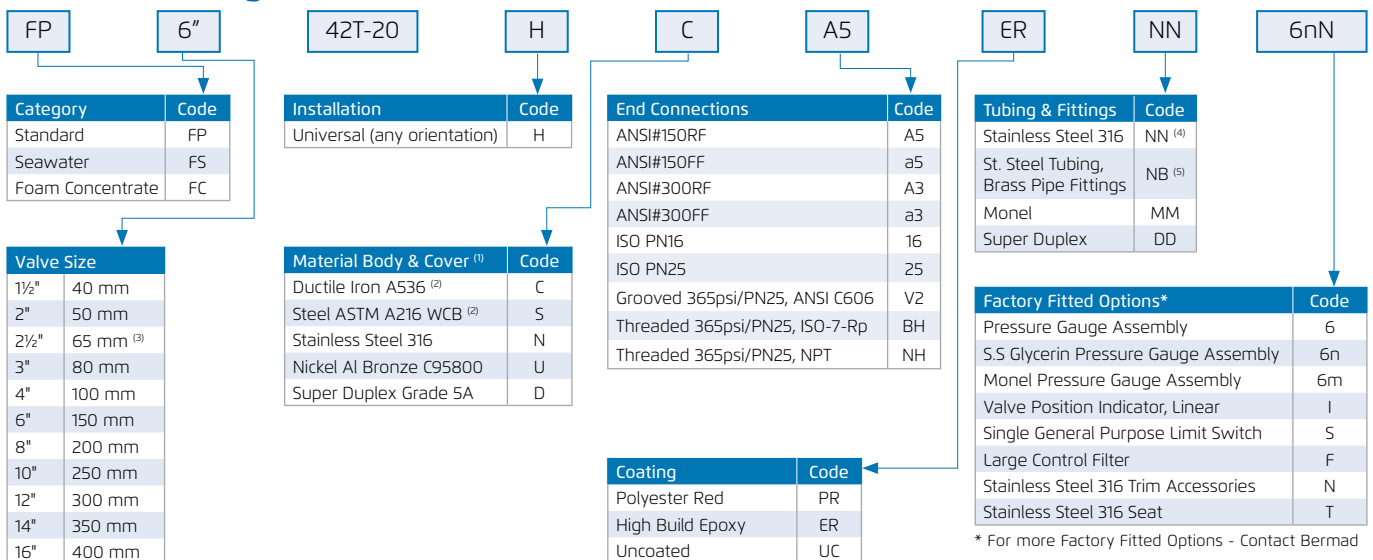 FP 6" 42T-20 H C A5 ER NN 6nN
Category Code
Standard FP
Seawater FS
Foam Concentrate FC
Valve Size
1½" 40 mm
2" 50 mm
2½" 65 mm (3)
3" 80 mm
4" 100 mm
6" 150 mm
8" 200 mm
10" 250 mm
12" 300 mm
14" 350 mm
16" 400 mm
Installation Code
Universal (any orientation) H
Material Body & Cover (1) Code
Ductile Iron A536 (2) C
Steel ASTM A216 WCB (2) S
Stainless Steel 316 N
Nickel Al Bronze C95800 U
Super Duplex Grade 5A D
End Connections Code
ANSI#150RF A5
ANSI#150FF a5
ANSI#300RF A3
ANSI#300FF a3
ISO PN16 16
ISO PN25 25
Grooved 365psi/PN25, ANSI C606 V2
Threaded 365psi/PN25, ISO-7-Rp BH
Threaded 365psi/PN25, NPT NH
Coating Code
Polyester Red PR
High Build Epoxy ER
Uncoated UC
Tubing & Fittings Code
Stainless Steel 316 NN (4)
St. Steel Tubing,
Brass Pipe Fittings NB (5)
Monel MM
Super Duplex DD
Factory Fitted Options* Code
Pressure Gauge Assembly 6
S.S Glycerin Pressure Gauge Assembly 6n
Monel Pressure Gauge Assembly 6m
Valve Position Indicator, Linear I
Single General Purpose Limit Switch S
Large Control Filter F
Stainless Steel 316 Trim Accessories N
Stainless Steel 316 Seat T
* For more Factory Fitted Options - Contact Bermad